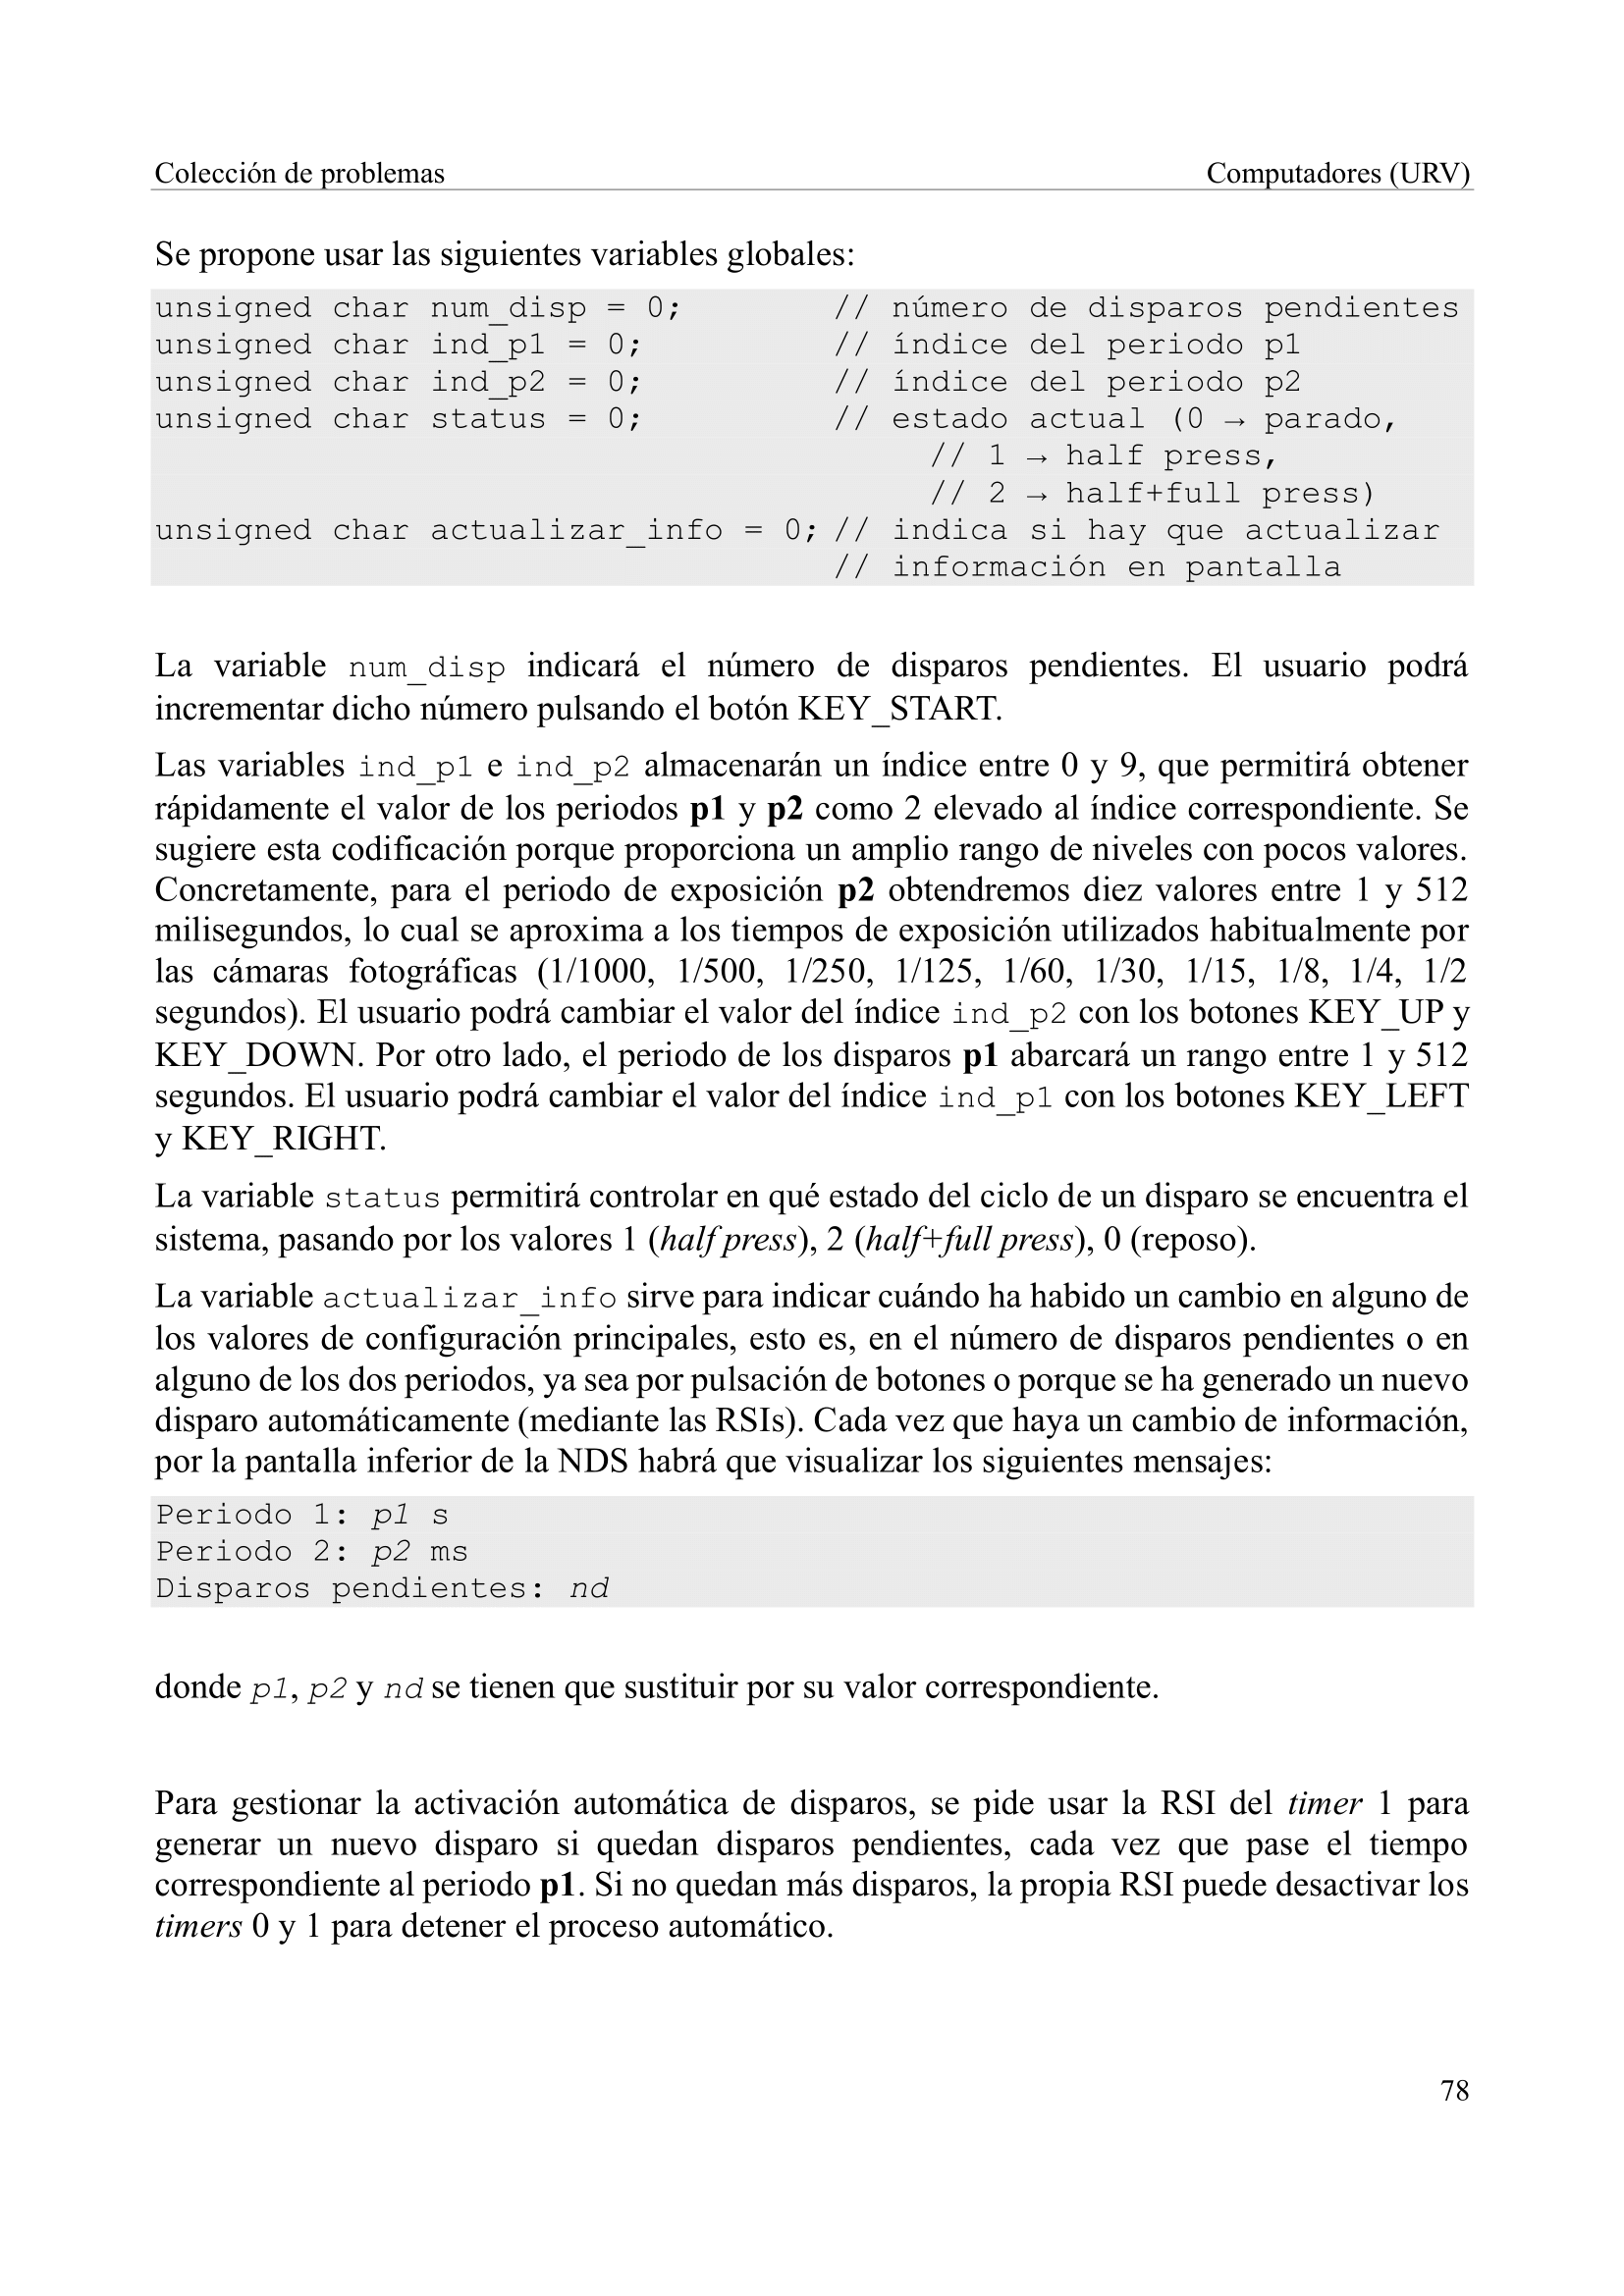 Colección de problemas Computadores (URV)
Se propone usar las siguientes variables globales:
unsigned char num_disp = 0; // número de disparos pendientes
unsigned char ind_p1 = 0; // índice del periodo p1
unsigned char ind_p2 = 0; // índice del periodo p2
unsigned char status = 0; // estado actual (0 → parado,
// 1 → half press,
// 2 → half+full press)
unsigned char actualizar_info = 0; // indica si hay que actualizar
// información en pantalla
La variable num_disp indicará el número de disparos pendientes. El usuario podrá
incrementar dicho número pulsando el botón KEY_START.
Las variables ind_p1 e ind_p2 almacenarán un índice entre 0 y 9, que permitirá obtener
rápidamente el valor de los periodos p1 y p2 como 2 elevado al índice correspondiente. Se
sugiere esta codificación porque proporciona un amplio rango de niveles con pocos valores.
Concretamente, para el periodo de exposición p2 obtendremos diez valores entre 1 y 512
milisegundos, lo cual se aproxima a los tiempos de exposición utilizados habitualmente por
las cámaras fotográficas (1/1000, 1/500, 1/250, 1/125, 1/60, 1/30, 1/15, 1/8, 1/4, 1/2
segundos). El usuario podrá cambiar el valor del índice ind_p2 con los botones KEY_UP y
KEY_DOWN. Por otro lado, el periodo de los disparos p1 abarcará un rango entre 1 y 512
segundos. El usuario podrá cambiar el valor del índice ind_p1 con los botones KEY_LEFT
y KEY_RIGHT.
La variable status permitirá controlar en qué estado del ciclo de un disparo se encuentra el
sistema, pasando por los valores 1 (half press), 2 (half+full press), 0 (reposo).
La variable actualizar_info sirve para indicar cuándo ha habido un cambio en alguno de
los valores de configuración principales, esto es, en el número de disparos pendientes o en
alguno de los dos periodos, ya sea por pulsación de botones o porque se ha generado un nuevo
disparo automáticamente (mediante las RSIs). Cada vez que haya un cambio de información,
por la pantalla inferior de la NDS habrá que visualizar los siguientes mensajes:
Periodo 1: p1 s
Periodo 2: p2 ms
Disparos pendientes: nd
donde p1, p2 y nd se tienen que sustituir por su valor correspondiente.
Para gestionar la activación automática de disparos, se pide usar la RSI del timer 1 para
generar un nuevo disparo si quedan disparos pendientes, cada vez que pase el tiempo
correspondiente al periodo p1. Si no quedan más disparos, la propia RSI puede desactivar los
timers 0 y 1 para detener el proceso automático.
78